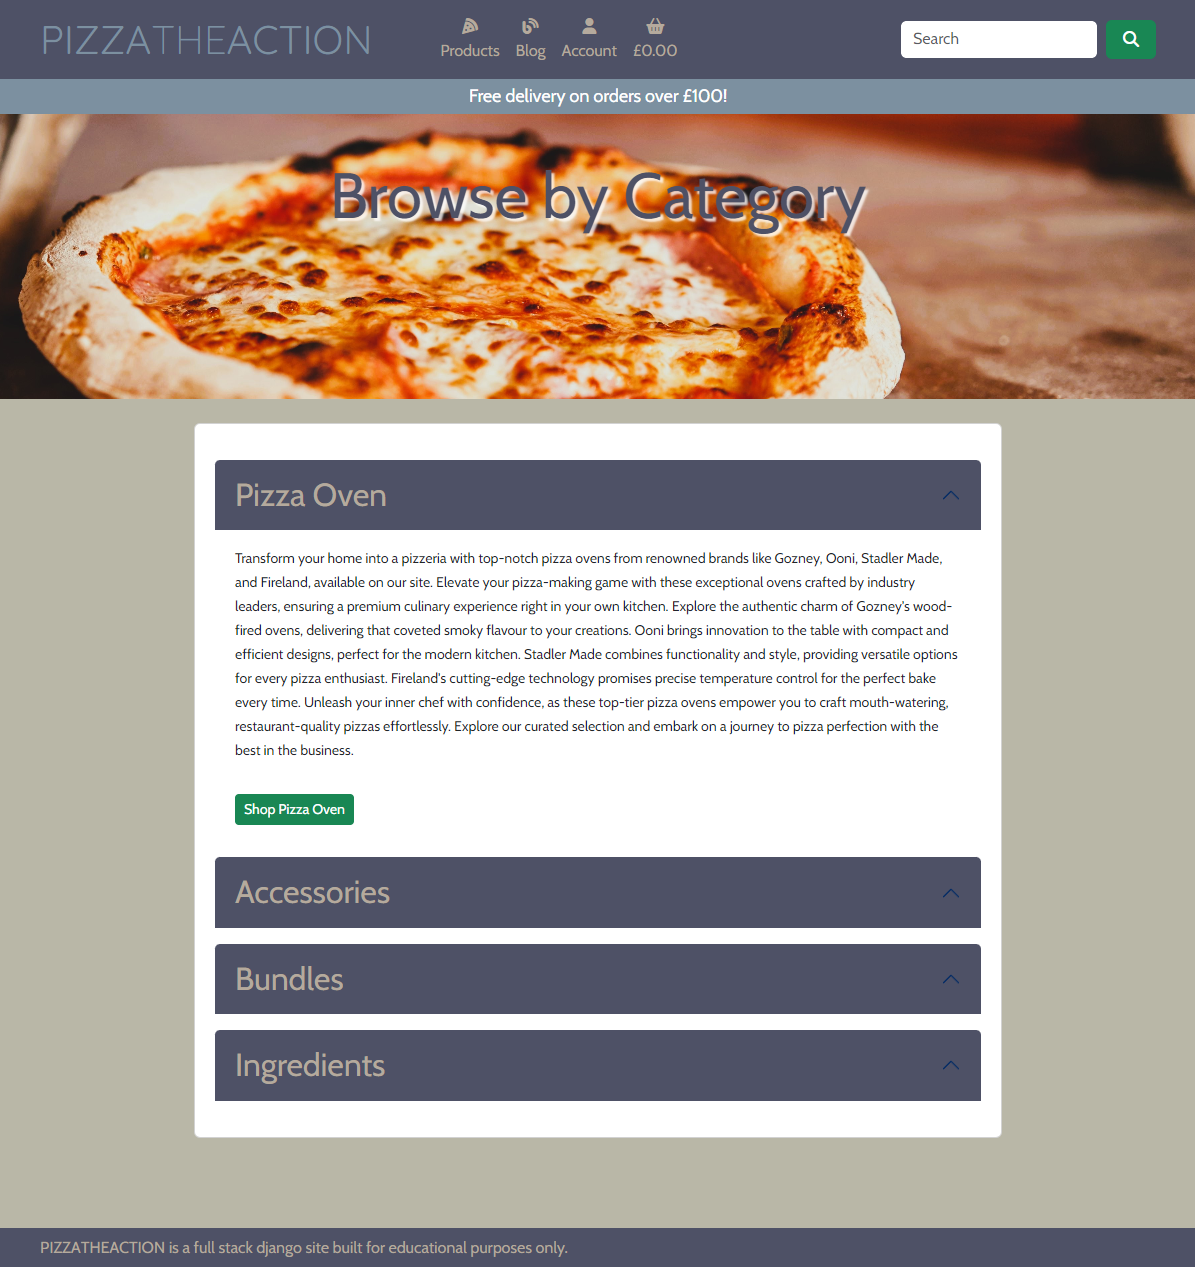 PIZZATHEACTION
Products Blog Account £0.00
Search
Free delivery on orders over £100!
Browse by Category
Pizza Oven
Transform your home into a pizzeria with top-notch pizza ovens from renowned brands like Gozney, Ooni, Stadler Made,
and Fireland, available on our site. Elevate your pizza-making game with these exceptional ovens crafted by industry
leaders, ensuring a premium culinary experience right in your own kitchen. Explore the authentic charm of Gozney's wood-
fired ovens, delivering that coveted smoky flavour to your creations. Ooni brings innovation to the table with compact and
efficient designs, perfect for the modern kitchen. Stadler Made combines functionality and style, providing versatile options
for every pizza enthusiast. Fireland's cutting-edge technology promises precise temperature control for the perfect bake
every time. Unleash your inner chef with confidence, as these top-tier pizza ovens empower you to craft mouth-watering,
restaurant-quality pizzas effortlessly. Explore our curated selection and embark on a journey to pizza perfection with the
best in the business.
Shop Pizza Oven
Accessories
Bundles
Ingredients
PIZZATHEACTION is a full stack django site built for educational purposes only.